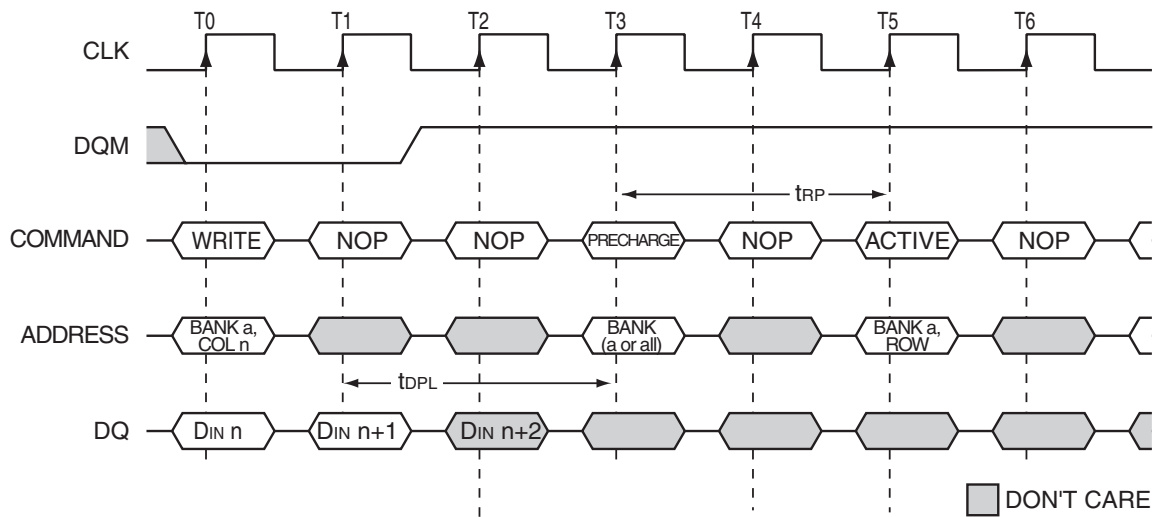 T0 T1 T2 T3 T4 T5 T6
CLK
DQM
tRP
COMMAND WRITE NOP NOP PRECHARGE NOP ACTIVE NOP
ADDRESS BANK a, COL n BANK (a or all) BANK a, ROW
tDPL
DQ DIN n DIN n+1 DIN n+2
DON'T CARE